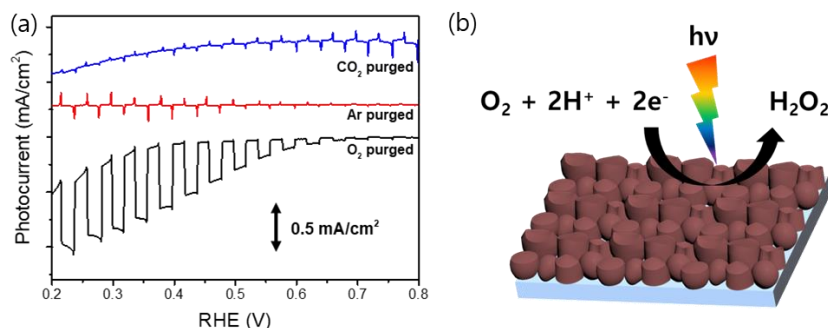 (a)
Photocurrent (mA/cm²)
CO₂ purged
Ar purged
O₂ purged
0.5 mA/cm²
0.2 0.3 0.4 0.5 0.6 0.7 0.8
RHE (V)
(b)
hν
O₂ + 2H⁺ + 2e⁻ H₂O₂